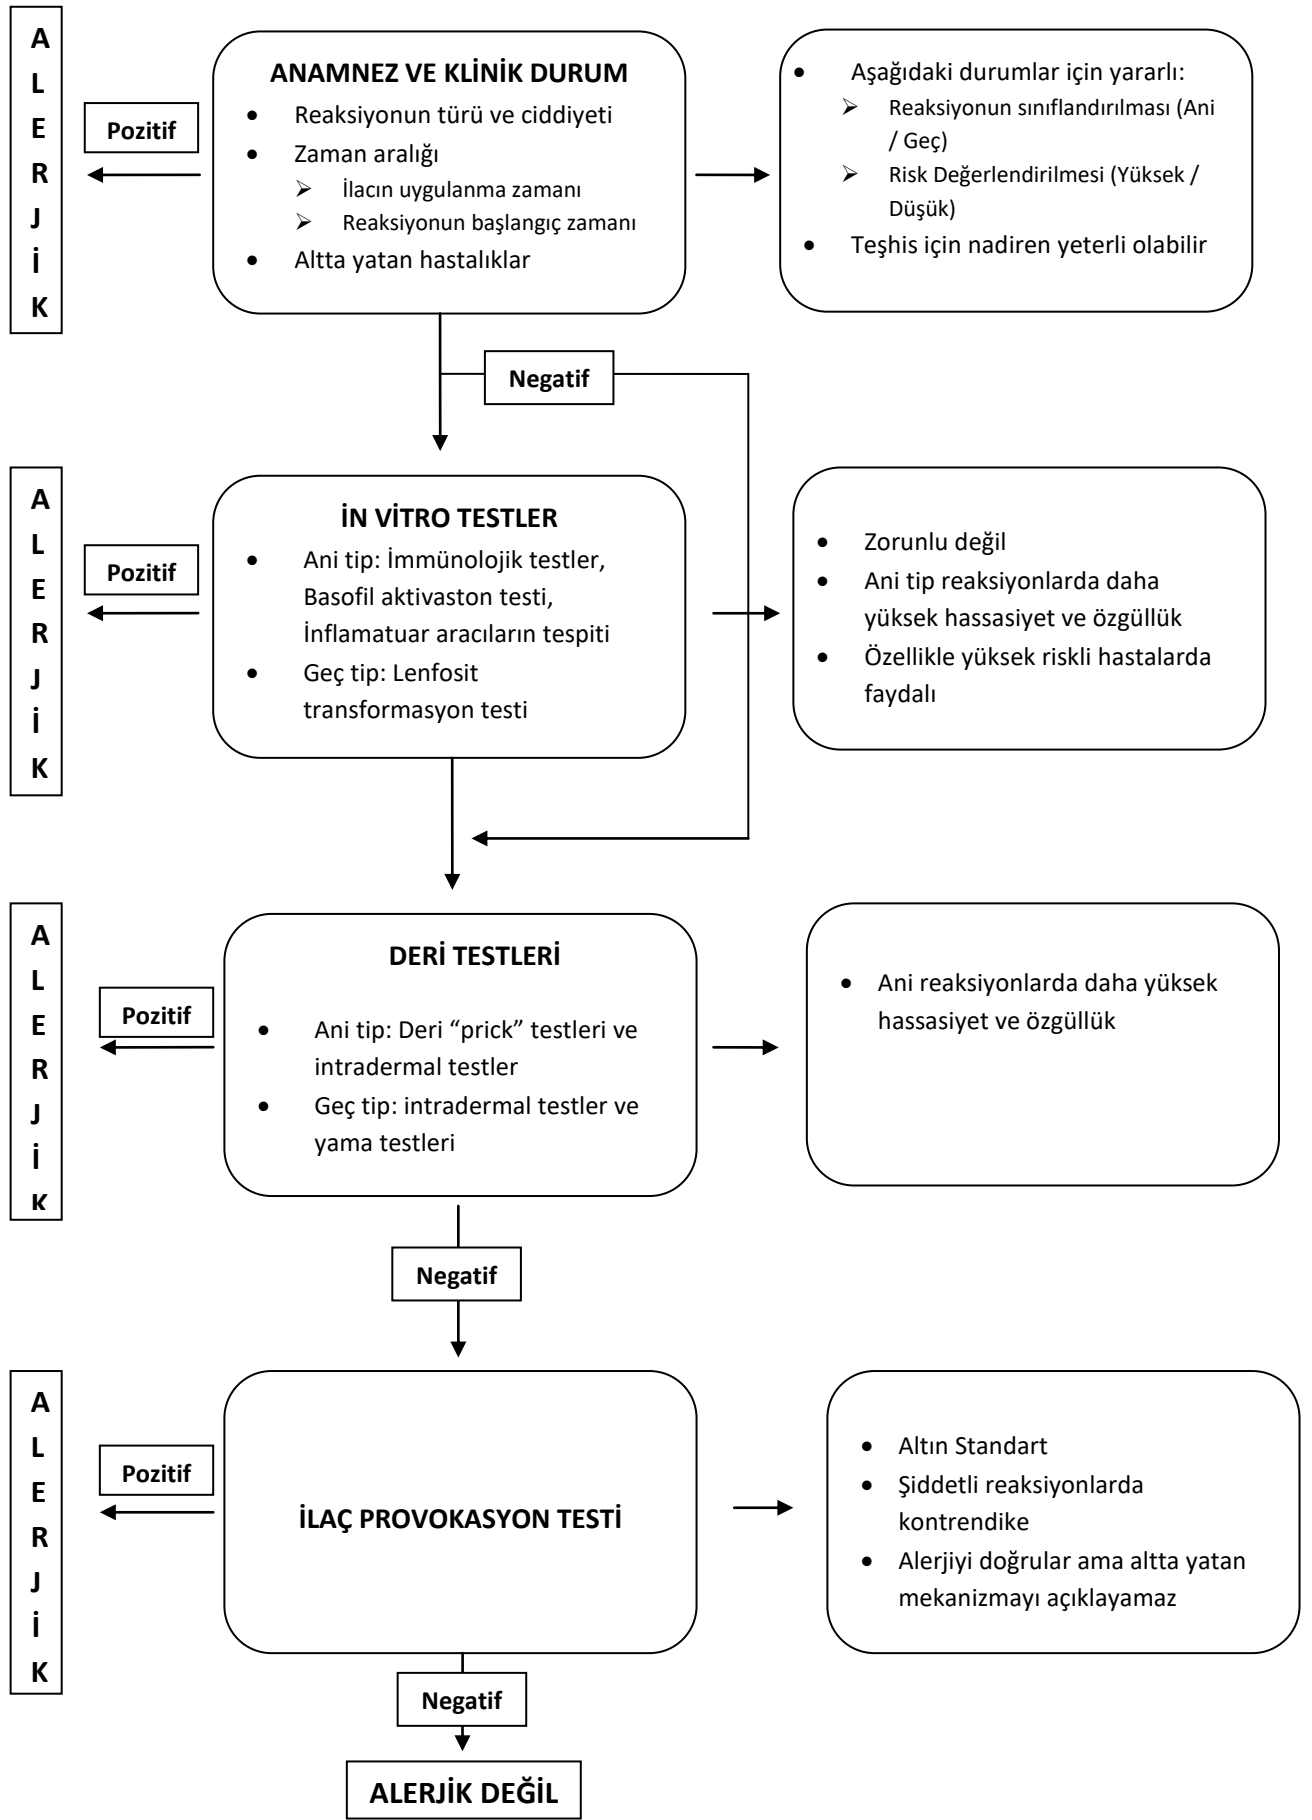 A
L
E
R
J
İ
K
Pozitif
ANAMNEZ VE KLİNİK DURUM
• Reaksiyonun türü ve ciddiyeti
• Zaman aralığı
➢ İlacın uygulanma zamanı
➢ Reaksiyonun başlangıç zamanı
• Altta yatan hastalıklar
• Aşağıdaki durumlar için yararlı:
➢ Reaksiyonun sınıflandırılması (Ani
/ Geç)
➢ Risk Değerlendirilmesi (Yüksek /
Düşük)
• Teşhis için nadiren yeterli olabilir
Negatif
A
L
E
R
J
İ
K
Pozitif
İN VİTRO TESTLER
• Ani tip: İmmünolojik testler,
Basofil aktivaston testi,
İnflamatuar aracıların tespiti
• Geç tip: Lenfosit
transformasyon testi
• Zorunlu değil
• Ani tip reaksiyonlarda daha
yüksek hassasiyet ve özgüllük
• Özellikle yüksek riskli hastalarda
faydalı
A
L
E
R
J
İ
K
Pozitif
DERİ TESTLERİ
• Ani tip: Deri “prick” testleri ve
intradermal testler
• Geç tip: intradermal testler ve
yama testleri
• Ani reaksiyonlarda daha yüksek
hassasiyet ve özgüllük
Negatif
A
L
E
R
J
İ
K
Pozitif
İLAÇ PROVOKASYON TESTİ
• Altın Standart
• Şiddetli reaksiyonlarda
kontrendike
• Alerjiyi doğrular ama altta yatan
mekanizmayı açıklayamaz
Negatif
ALERJİK DEĞİL